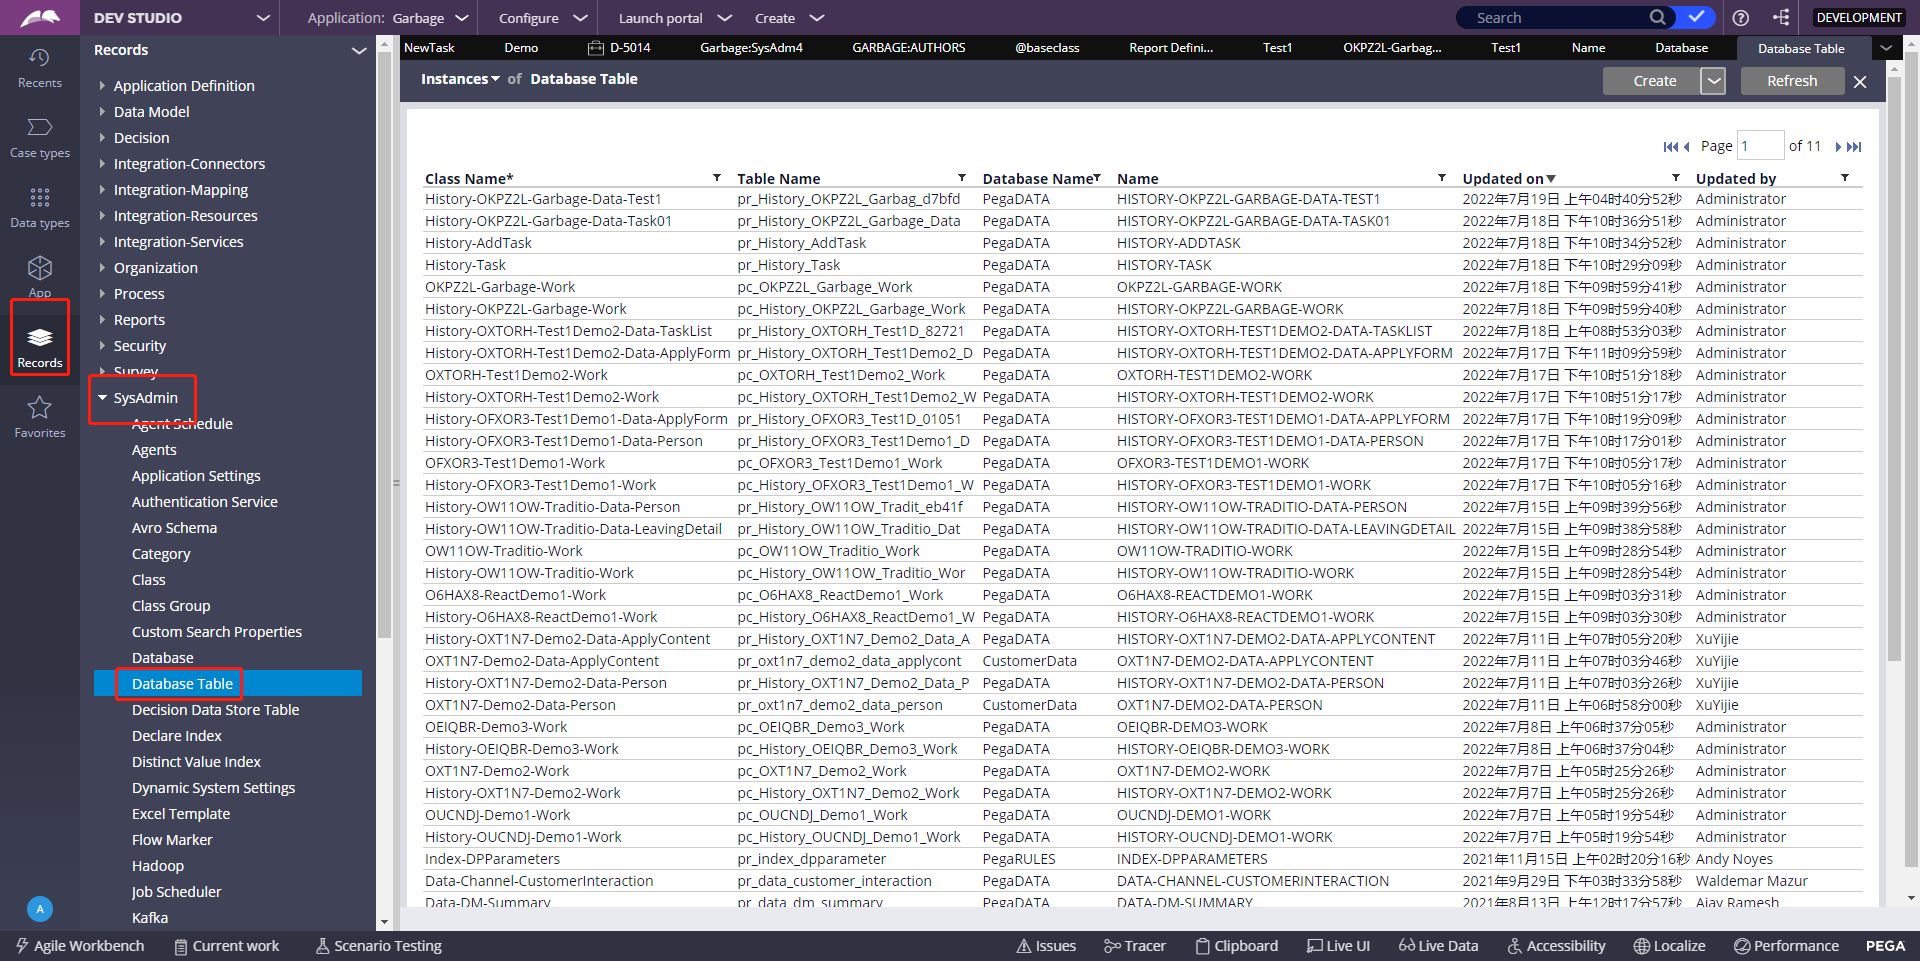 DEV STUDIO
Application: Garbage
Configure
Launch portal
Create
Search
DEVELOPMENT
Recents
Case types
Data types
App
Records
Favorites
A
Records
Application Definition
Data Model
Decision
Integration-Connectors
Integration-Mapping
Integration-Resources
Integration-Services
Organization
Process
Reports
Security
Survey
SysAdmin
Agent Schedule
Agents
Application Settings
Authentication Service
Avro Schema
Category
Class
Class Group
Custom Search Properties
Database
Database Table
Decision Data Store Table
Declare Index
Distinct Value Index
Dynamic System Settings
Excel Template
Flow Marker
Hadoop
Job Scheduler
Kafka
NewTask Demo D-5014 Garbage:SysAdm4 GARBAGE:AUTHORS @baseclass Report Defini... Test1 OKPZ2L-Garbag... Test1 Name Database Database Table
Instances of Database Table
Create Refresh
Page 1 of 11
Class Name* Table Name Database Name Name Updated on Updated by
History-OKPZ2L-Garbage-Data-Test1 pr_History_OKPZ2L_Garbag_d7bfd PegaDATA HISTORY-OKPZ2L-GARBAGE-DATA-TEST1 2022年7月19日 上午04时40分52秒 Administrator
History-OKPZ2L-Garbage-Data-Task01 pr_History_OKPZ2L_Garbage_Data PegaDATA HISTORY-OKPZ2L-GARBAGE-DATA-TASK01 2022年7月18日 下午10时36分51秒 Administrator
History-AddTask pr_History_AddTask PegaDATA HISTORY-ADDTASK 2022年7月18日 下午10时34分52秒 Administrator
History-Task pr_History_Task PegaDATA HISTORY-TASK 2022年7月18日 下午10时29分09秒 Administrator
OKPZ2L-Garbage-Work pc_OKPZ2L_Garbage_Work PegaDATA OKPZ2L-GARBAGE-WORK 2022年7月18日 下午09时59分41秒 Administrator
History-OKPZ2L-Garbage-Work pc_History_OKPZ2L_Garbage_Work PegaDATA HISTORY-OKPZ2L-GARBAGE-WORK 2022年7月18日 下午09时59分40秒 Administrator
History-OXTORH-Test1Demo2-Data-TaskList pr_History_OXTORH_Test1D_82721 PegaDATA HISTORY-OXTORH-TEST1DEMO2-DATA-TASKLIST 2022年7月18日 上午08时53分03秒 Administrator
History-OXTORH-Test1Demo2-Data-ApplyForm pr_History_OXTORH_Test1Demo2_D PegaDATA HISTORY-OXTORH-TEST1DEMO2-DATA-APPLYFORM 2022年7月17日 下午11时09分59秒 Administrator
OXTORH-Test1Demo2-Work pc_OXTORH_Test1Demo2_Work PegaDATA OXTORH-TEST1DEMO2-WORK 2022年7月17日 下午10时51分18秒 Administrator
History-OXTORH-Test1Demo2-Work pc_History_OXTORH_Test1Demo2_W PegaDATA HISTORY-OXTORH-TEST1DEMO2-WORK 2022年7月17日 下午10时51分17秒 Administrator
History-OFXOR3-Test1Demo1-Data-ApplyForm pr_History_OFXOR3_Test1D_01051 PegaDATA HISTORY-OFXOR3-TEST1DEMO1-DATA-APPLYFORM 2022年7月17日 下午10时19分09秒 Administrator
History-OFXOR3-Test1Demo1-Data-Person pr_History_OFXOR3_Test1Demo1_D PegaDATA HISTORY-OFXOR3-TEST1DEMO1-DATA-PERSON 2022年7月17日 下午10时17分01秒 Administrator
OFXOR3-Test1Demo1-Work pc_OFXOR3_Test1Demo1_Work PegaDATA OFXOR3-TEST1DEMO1-WORK 2022年7月17日 下午10时05分17秒 Administrator
History-OFXOR3-Test1Demo1-Work pc_History_OFXOR3_Test1Demo1_W PegaDATA HISTORY-OFXOR3-TEST1DEMO1-WORK 2022年7月17日 下午10时05分16秒 Administrator
History-OW11OW-Traditio-Data-Person pr_History_OW11OW_Tradit_eb41f PegaDATA HISTORY-OW11OW-TRADITIO-DATA-PERSON 2022年7月15日 上午09时39分56秒 Administrator
History-OW11OW-Traditio-Data-LeavingDetail pr_History_OW11OW_Traditio_Dat PegaDATA HISTORY-OW11OW-TRADITIO-DATA-LEAVINGDETAIL 2022年7月15日 上午09时38分58秒 Administrator
OW11OW-Traditio-Work pc_OW11OW_Traditio_Work PegaDATA OW11OW-TRADITIO-WORK 2022年7月15日 上午09时28分54秒 Administrator
History-OW11OW-Traditio-Work pc_History_OW11OW_Traditio_Wor PegaDATA HISTORY-OW11OW-TRADITIO-WORK 2022年7月15日 上午09时28分54秒 Administrator
O6HAX8-ReactDemo1-Work pc_O6HAX8_ReactDemo1_Work PegaDATA O6HAX8-REACTDEMO1-WORK 2022年7月15日 上午09时03分31秒 Administrator
History-O6HAX8-ReactDemo1-Work pc_History_O6HAX8_ReactDemo1_W PegaDATA HISTORY-O6HAX8-REACTDEMO1-WORK 2022年7月15日 上午09时03分30秒 Administrator
History-OXT1N7-Demo2-Data-ApplyContent pr_History_OXT1N7_Demo2_Data_A PegaDATA HISTORY-OXT1N7-DEMO2-DATA-APPLYCONTENT 2022年7月11日 上午07时05分20秒 XuYijie
OXT1N7-Demo2-Data-ApplyContent pr_oxt1n7_demo2_data_applycont CustomerData OXT1N7-DEMO2-DATA-APPLYCONTENT 2022年7月11日 上午07时03分46秒 XuYijie
History-OXT1N7-Demo2-Data-Person pr_History_OXT1N7_Demo2_Data_P PegaDATA HISTORY-OXT1N7-DEMO2-DATA-PERSON 2022年7月11日 上午07时03分26秒 XuYijie
OXT1N7-Demo2-Data-Person pr_oxt1n7_demo2_data_person CustomerData OXT1N7-DEMO2-DATA-PERSON 2022年7月11日 上午06时58分00秒 XuYijie
OEIQBR-Demo3-Work pc_OEIQBR_Demo3_Work PegaDATA OEIQBR-DEMO3-WORK 2022年7月8日 上午06时37分05秒 Administrator
History-OEIQBR-Demo3-Work pc_History_OEIQBR_Demo3_Work PegaDATA HISTORY-OEIQBR-DEMO3-WORK 2022年7月8日 上午06时37分04秒 Administrator
OXT1N7-Demo2-Work pc_OXT1N7_Demo2_Work PegaDATA OXT1N7-DEMO2-WORK 2022年7月7日 上午05时25分26秒 Administrator
History-OXT1N7-Demo2-Work pc_History_OXT1N7_Demo2_Work PegaDATA HISTORY-OXT1N7-DEMO2-WORK 2022年7月7日 上午05时25分26秒 Administrator
OUCNDJ-Demo1-Work pc_OUCNDJ_Demo1_Work PegaDATA OUCNDJ-DEMO1-WORK 2022年7月7日 上午05时19分54秒 Administrator
History-OUCNDJ-Demo1-Work pc_History_OUCNDJ_Demo1_Work PegaDATA HISTORY-OUCNDJ-DEMO1-WORK 2022年7月7日 上午05时19分54秒 Administrator
Index-DPParameters pr_index_dpparameter PegaRULES INDEX-DPPARAMETERS 2021年11月15日 上午02时20分16秒 Andy Noyes
Data-Channel-CustomerInteraction pr_data_customer_interaction PegaDATA DATA-CHANNEL-CUSTOMERINTERACTION 2021年9月29日 下午03时33分58秒 Waldemar Mazur
Data-DM-Summary pr_data_dm_summary PegaDATA DATA-DM-SUMMARY 2021年8月13日 上午12时17分57秒 Ajay Ramesh
Agile Workbench Current work Scenario Testing Issues Tracer Clipboard Live UI Live Data Accessibility Localize Performance PEGA